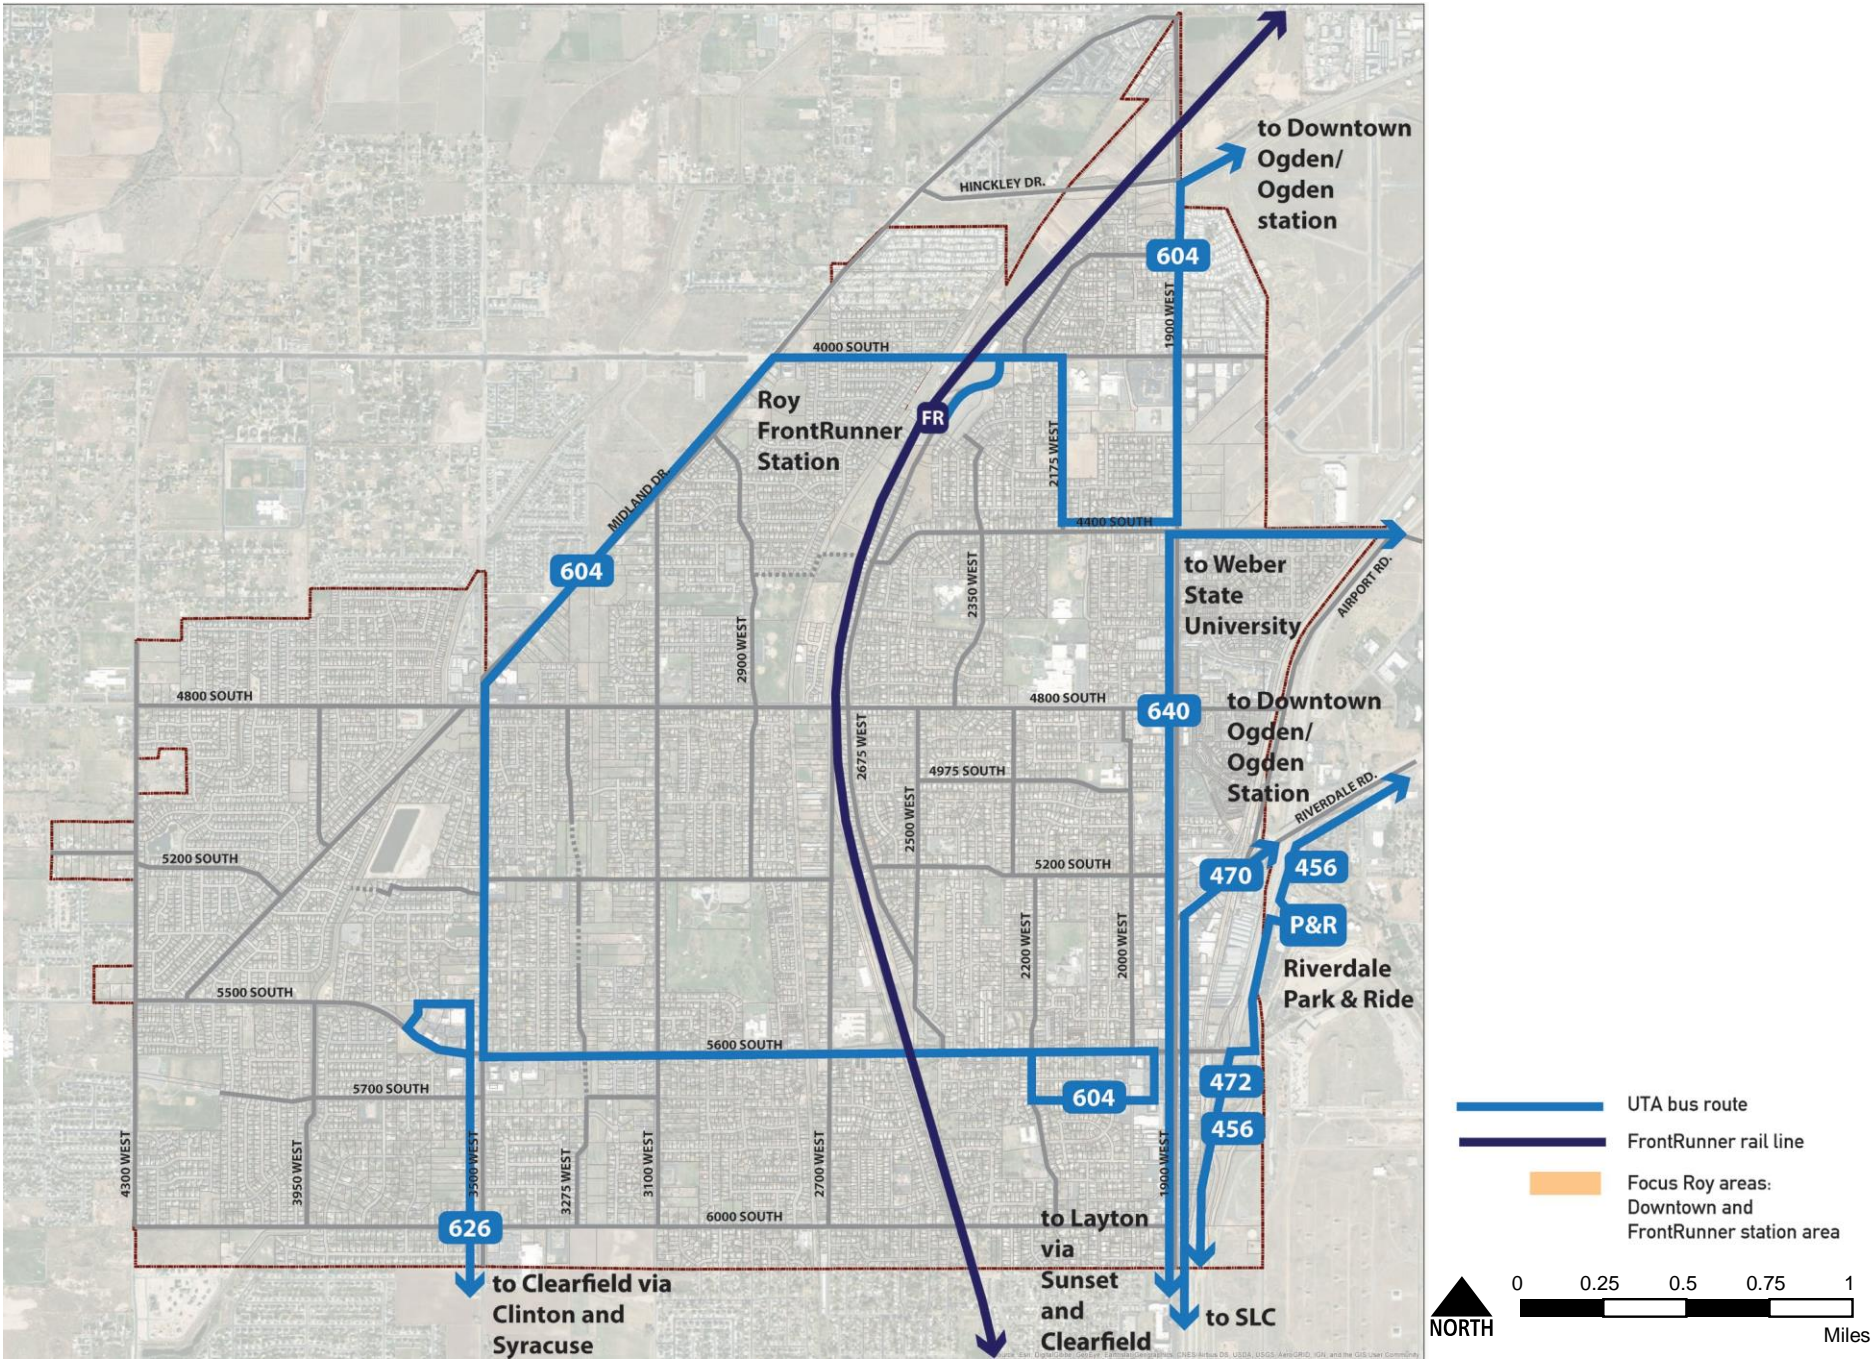 to Downtown
Ogden/
Ogden
station
HINCKLEY DR.
604
1900 WEST
4000 SOUTH
Roy
FrontRunner
Station
FR
2175 WEST
MIDLAND DR.
4400 SOUTH
604
to Weber
State
University
AIRPORT RD.
2350 WEST
2900 WEST
4800 SOUTH
4800 SOUTH
640
to Downtown
Ogden/
Ogden
Station
RIVERDALE RD.
2675 WEST
4975 SOUTH
2500 WEST
5200 SOUTH
5200 SOUTH
470
456
P&R
Riverdale
Park & Ride
2200 WEST
2000 WEST
5500 SOUTH
5600 SOUTH
5700 SOUTH
604
472
456
4300 WEST
3950 WEST
3500 WEST
3275 WEST
3100 WEST
2700 WEST
1900 WEST
6000 SOUTH
626
to Clearfield via
Clinton and
Syracuse
to Layton
via
Sunset
and
Clearfield
to SLC
UTA bus route
FrontRunner rail line
Focus Roy areas:
Downtown and
FrontRunner station area
NORTH
0 0.25 0.5 0.75 1
Miles